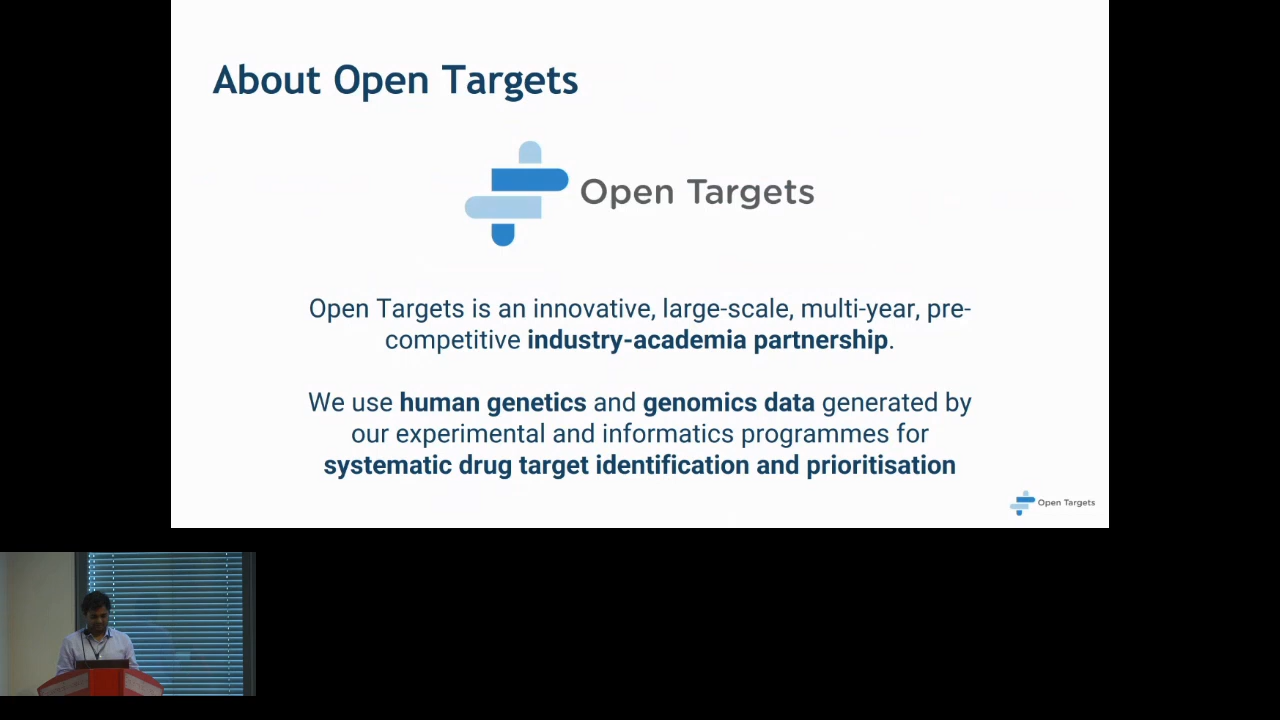 About Open Targets
Open Targets
Open Targets is an innovative, large-scale, multi-year, pre-
competitive industry-academia partnership.
We use human genetics and genomics data generated by
our experimental and informatics programmes for
systematic drug target identification and prioritisation
Open Targets